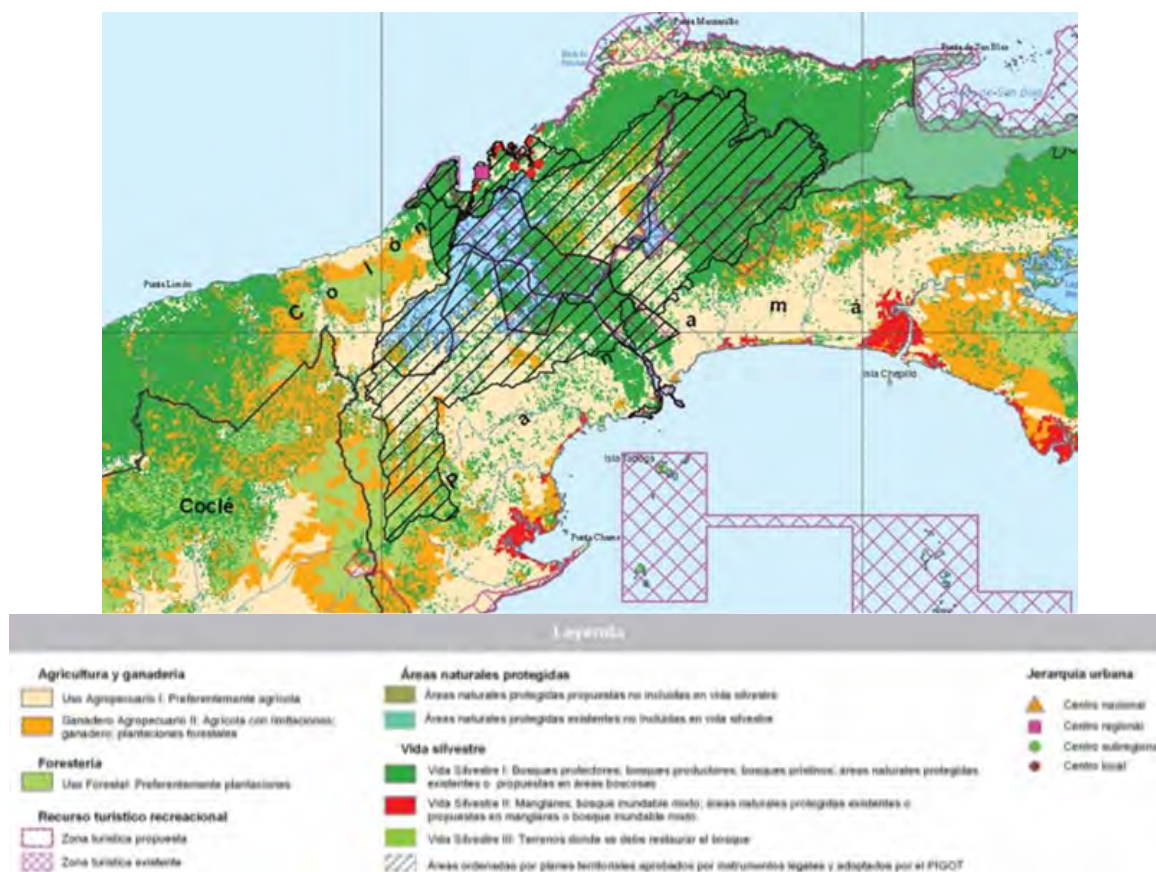 Punta Manzanillo
Punta de San Blas
de San Blas
Punta Limón
C o l ó n
P a n a m á
Isla Chepillo
Isla Taboga
Coclé
Punta Chame
Leyenda
Agricultura y ganadería
Uso Agropecuario I: Preferentemente agrícola
Ganadero Agropecuario II: Agrícola con limitaciones;
ganadero; plantaciones forestales
Forestería
Uso Forestal: Preferentemente plantaciones
Recurso turístico recreacional
Zona turística propuesta
Zona turística existente
Áreas naturales protegidas
Áreas naturales protegidas propuestas no incluidas en vida silvestre
Áreas naturales protegidas existentes no incluidas en vida silvestre
Vida silvestre
Vida Silvestre I: Bosques protectores; bosques productores; bosques prístinos; áreas naturales protegidas
existentes o propuestas en áreas boscosas
Vida Silvestre II: Manglares; bosque inundable mixto; áreas naturales protegidas existentes o
propuestas en manglares o bosque inundable mixto.
Vida Silvestre III: Terrenos donde se debe restaurar el bosque
Áreas ordenadas por planes territoriales aprobados por instrumentos legales y adoptados por el PIGOT
Jerarquía urbana
Centro nacional
Centro regional
Centro subregional
Centro local